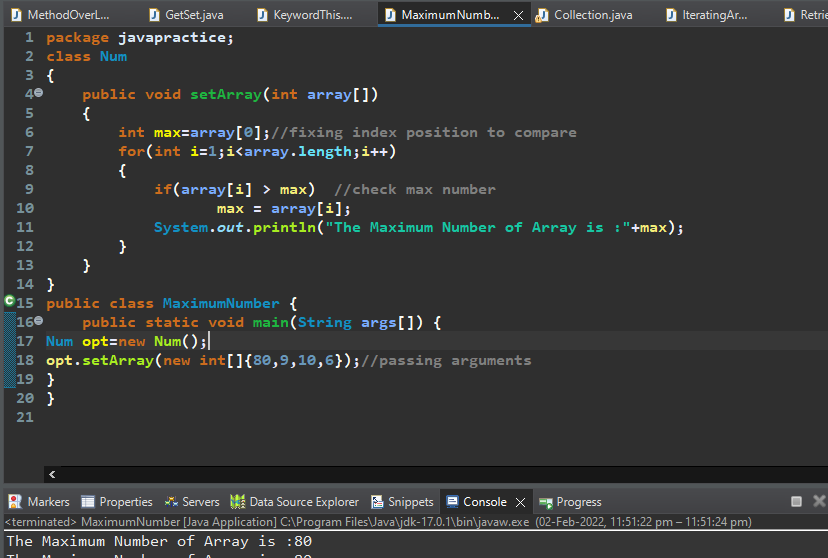 MethodOverL... GetSet.java KeywordThis.... MaximumNumb... Collection.java IteratingAr... Retrie
1 package javapractice;
2 class Num
3 {
4 public void setArray(int array[])
5 {
6 int max=array[0];//fixing index position to compare
7 for(int i=1;i<array.length;i++)
8 {
9 if(array[i] > max) //check max number
10 max = array[i];
11 System.out.println("The Maximum Number of Array is :"+max);
12 }
13 }
14 }
15 public class MaximumNumber {
16 public static void main(String args[]) {
17 Num opt=new Num();
18 opt.setArray(new int[]{80,9,10,6});//passing arguments
19 }
20 }
21
Markers Properties Servers Data Source Explorer Snippets Console Progress
<terminated> MaximumNumber [Java Application] C:\Program Files\Java\jdk-17.0.1\bin\javaw.exe (02-Feb-2022, 11:51:22 pm – 11:51:24 pm)
The Maximum Number of Array is :80